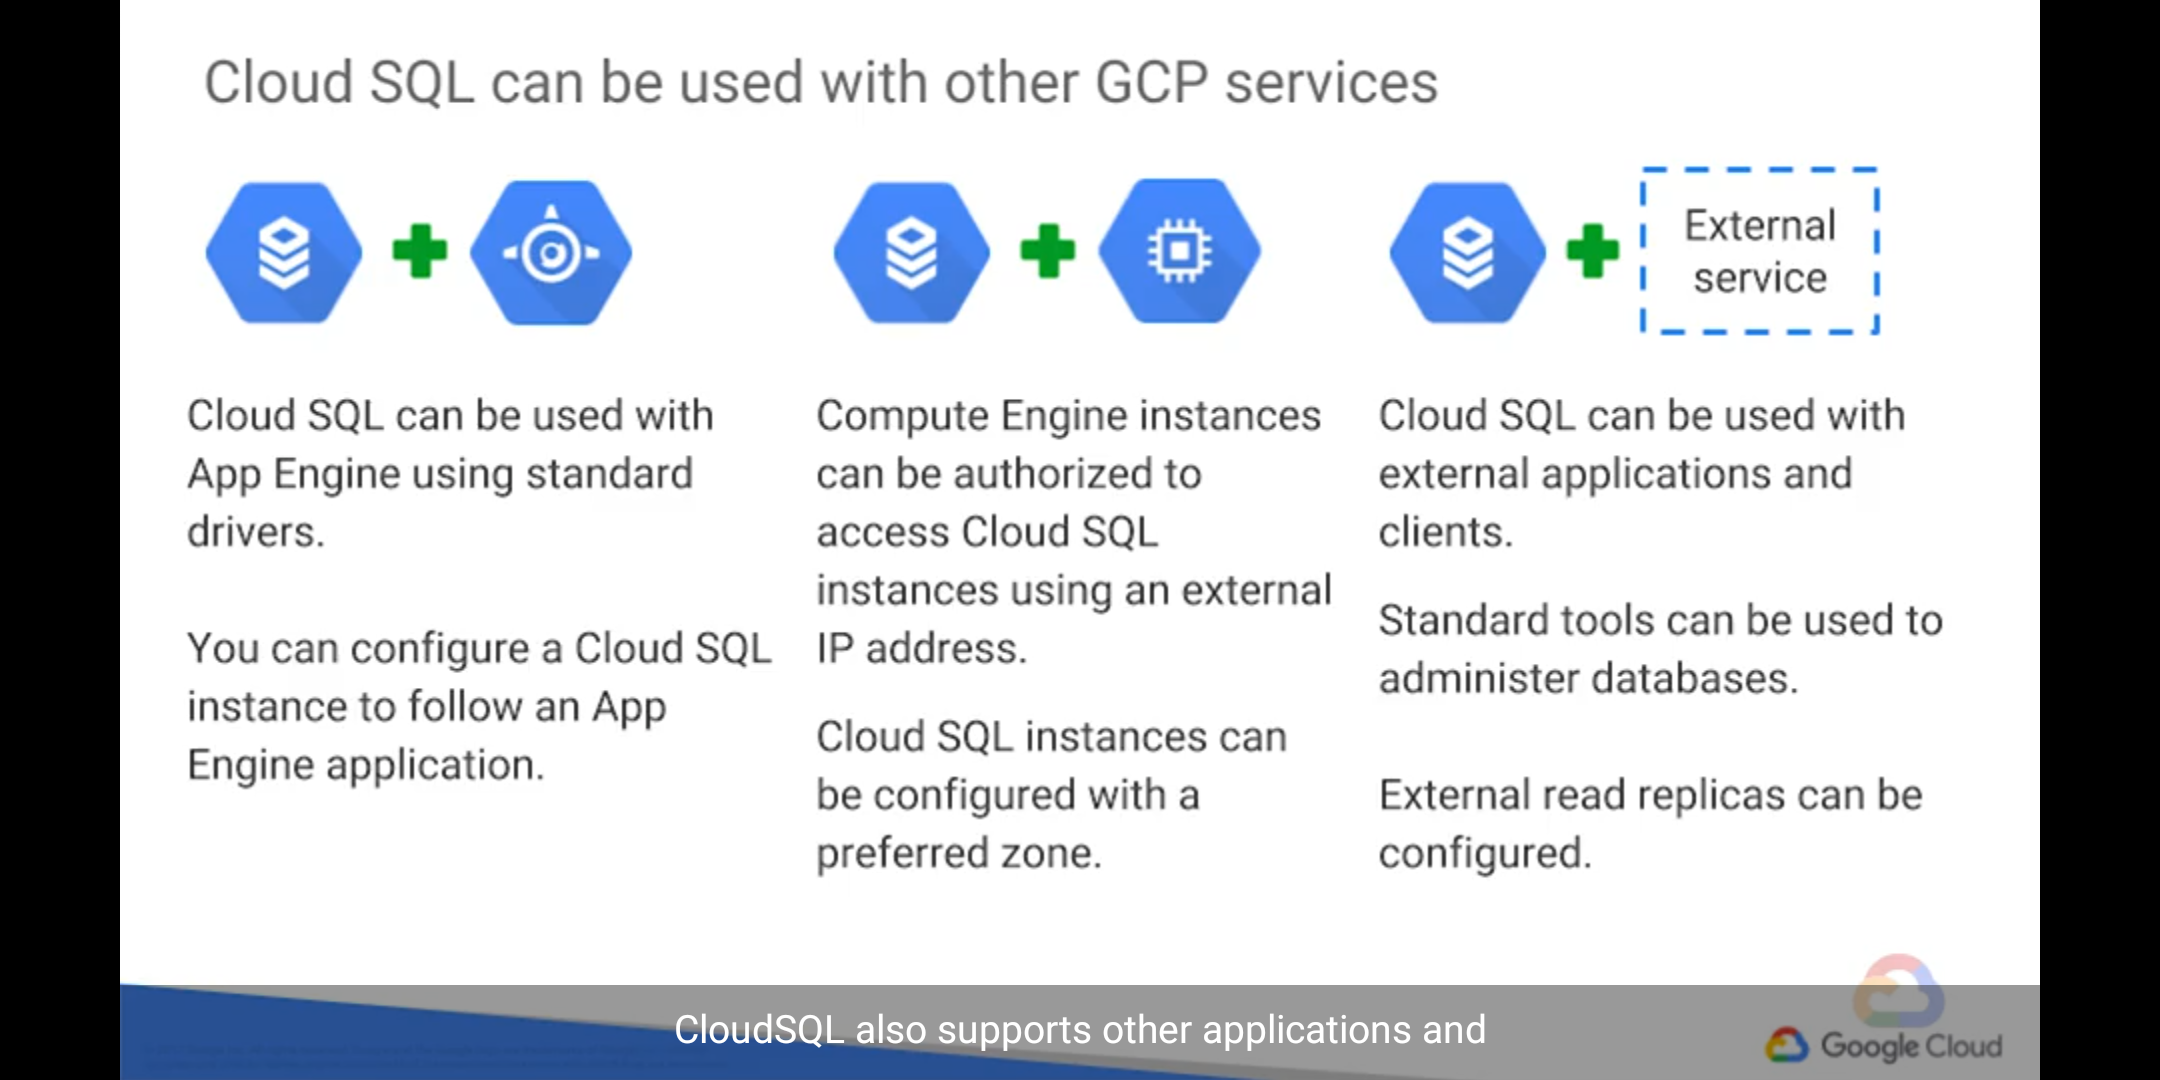 Cloud SQL can be used with other GCP services
External
service
Cloud SQL can be used with
App Engine using standard
drivers.
You can configure a Cloud SQL
instance to follow an App
Engine application.
Compute Engine instances
can be authorized to
access Cloud SQL
instances using an external
IP address.
Cloud SQL instances can
be configured with a
preferred zone.
Cloud SQL can be used with
external applications and
clients.
Standard tools can be used to
administer databases.
External read replicas can be
configured.
CloudSQL also supports other applications and
Google Cloud